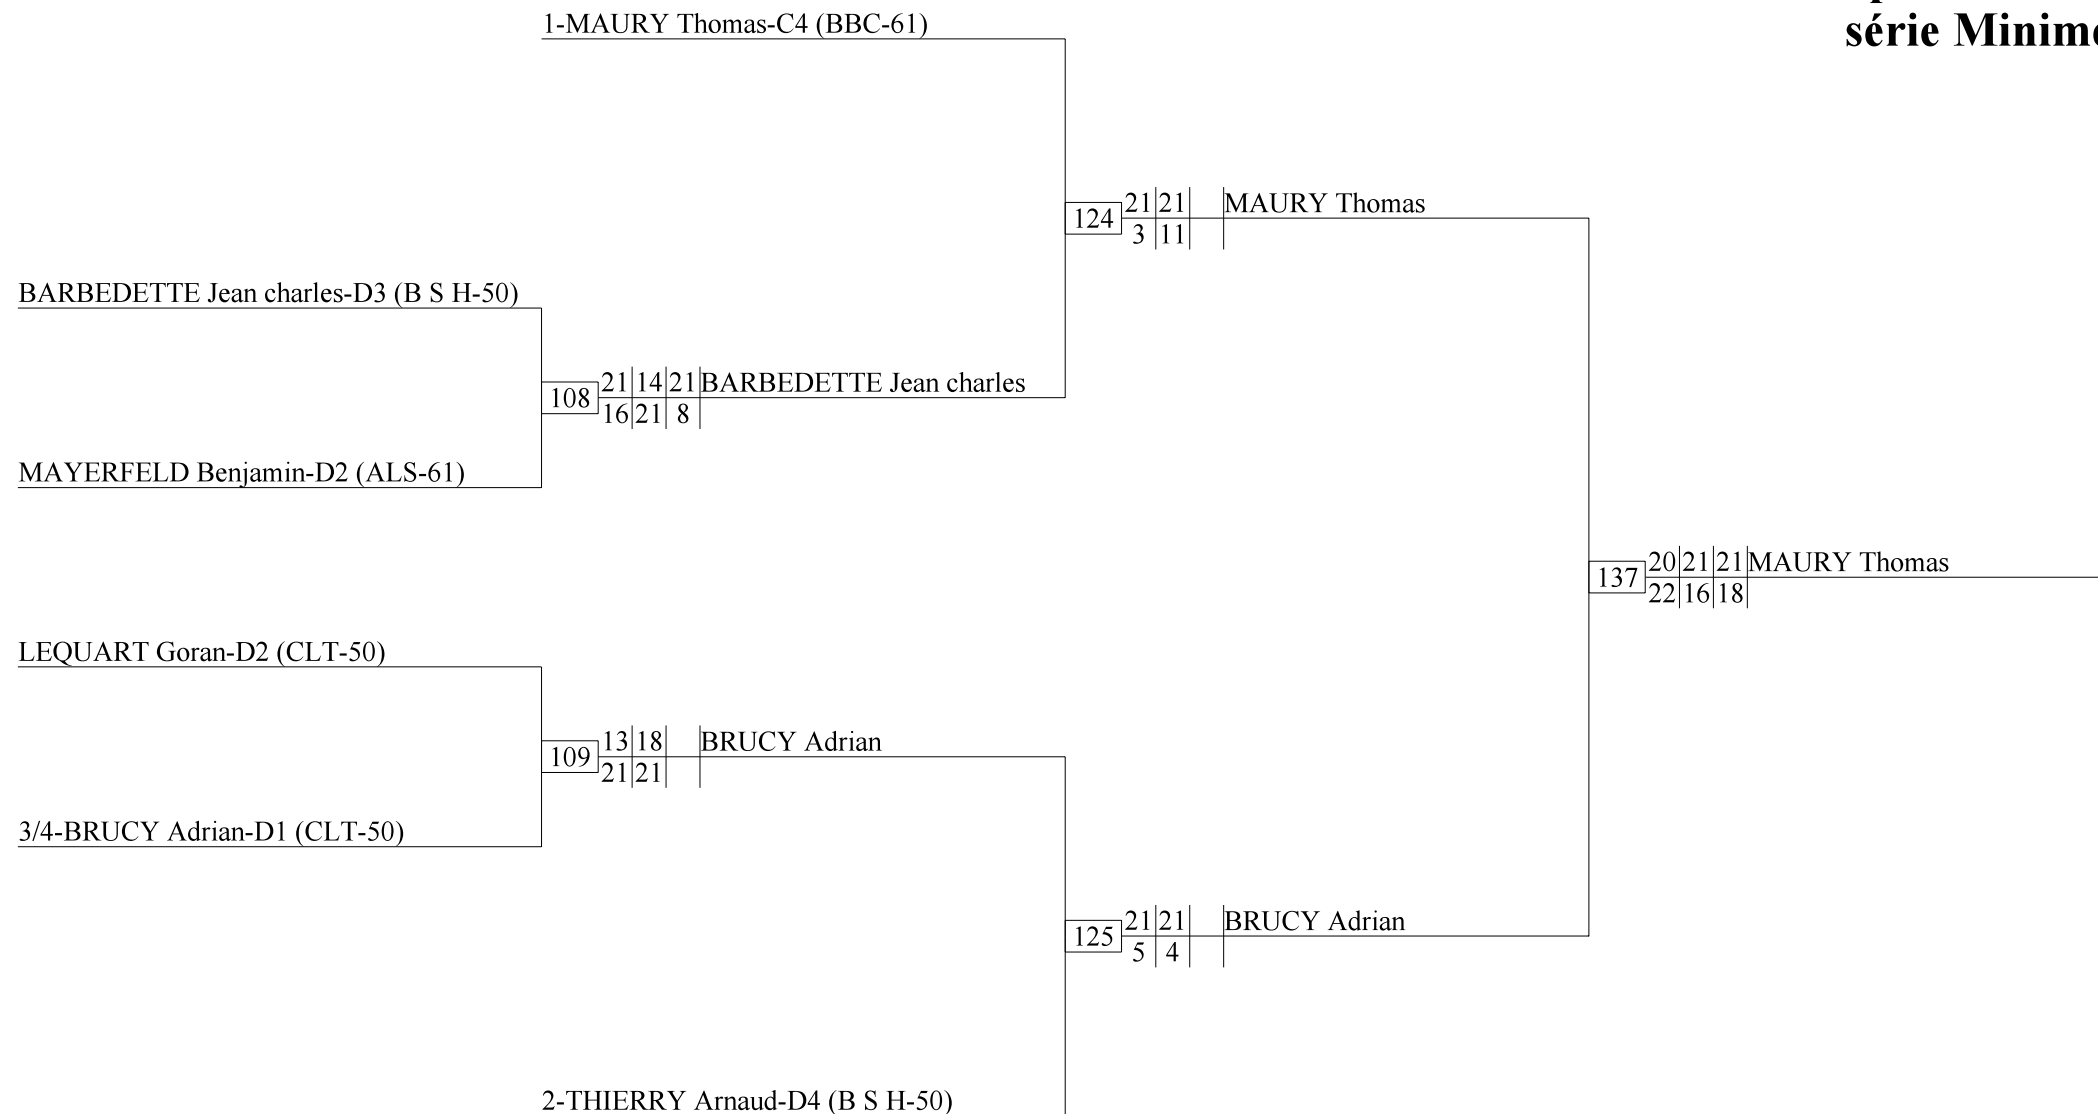 série Minime
1-MAURY Thomas-C4 (BBC-61)
124 21 21 MAURY Thomas
3 11
BARBEDETTE Jean charles-D3 (B S H-50)
108 21 14 21 BARBEDETTE Jean charles
16 21 8
MAYERFELD Benjamin-D2 (ALS-61)
137 20 21 21 MAURY Thomas
22 16 18
LEQUART Goran-D2 (CLT-50)
109 13 18 BRUCY Adrian
21 21
3/4-BRUCY Adrian-D1 (CLT-50)
125 21 21 BRUCY Adrian
5 4
2-THIERRY Arnaud-D4 (B S H-50)